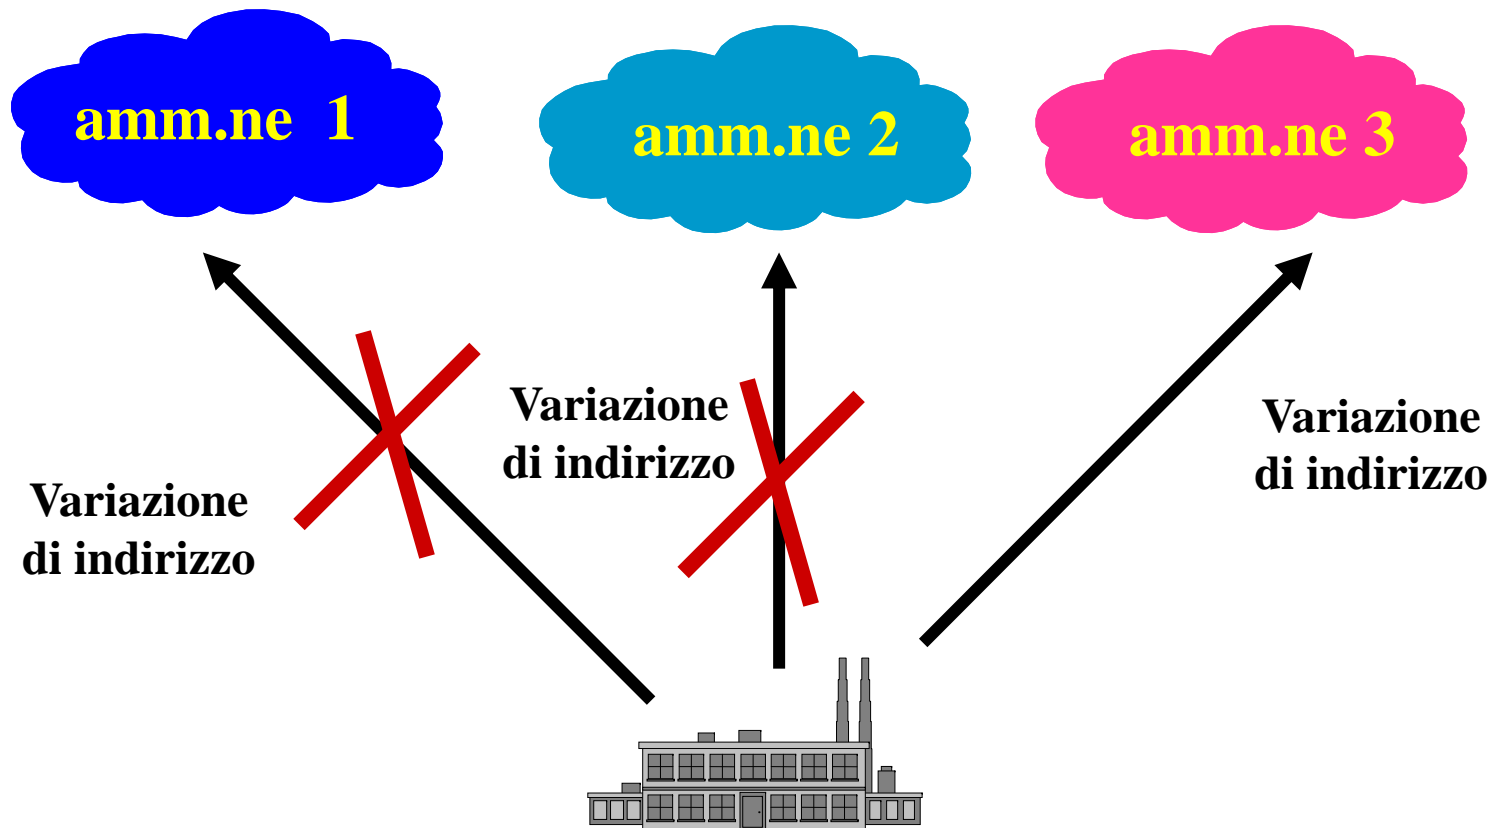 amm.ne 1
amm.ne 2
amm.ne 3
Variazione
di indirizzo
Variazione
di indirizzo
Variazione
di indirizzo